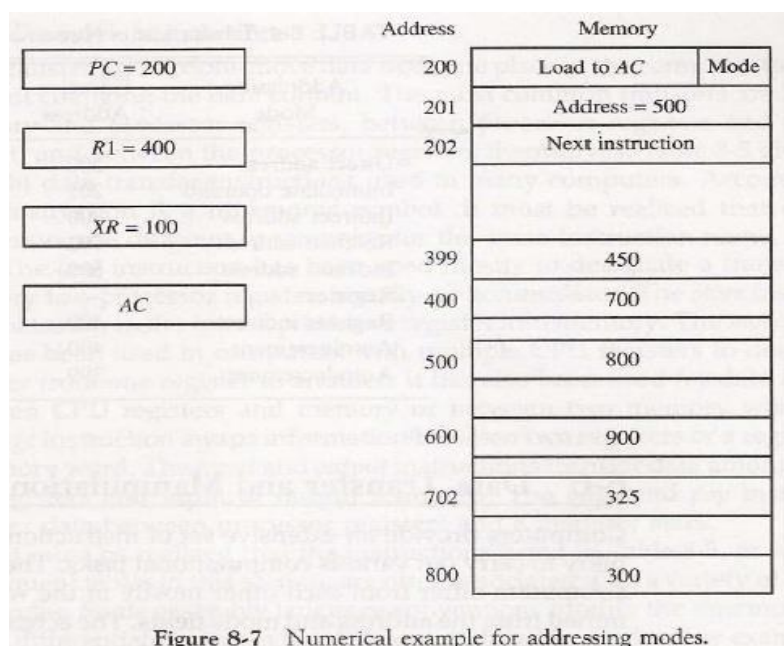 Address Memory
PC = 200 200 Load to AC Mode
201 Address = 500
R1 = 400 202 Next instruction
XR = 100
399 450
AC 400 700
500 800
600 900
702 325
800 300
Figure 8-7 Numerical example for addressing modes.